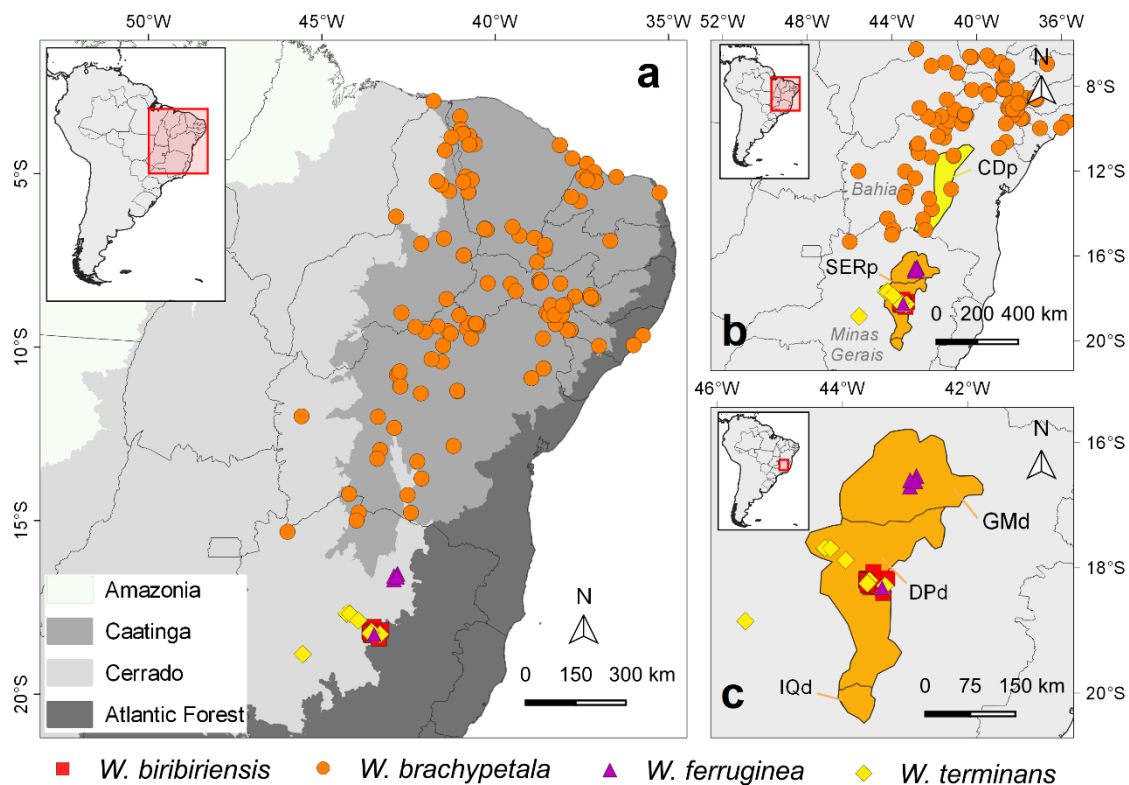 50°W 45°W 40°W 35°W
5°S
10°S
15°S
20°S
a
Amazonia
Caatinga
Cerrado
Atlantic Forest
N
0 150 300 km
52°W 48°W 44°W 40°W 36°W
N
8°S
12°S
16°S
20°S
CDp
Bahia
SERp
Minas
Gerais
0 200 400 km
b
46°W 44°W 42°W
N
16°S
18°S
20°S
GMd
DPd
IQd
0 75 150 km
c
W. biribiriensis W. brachypetala W. ferruginea W. terminans